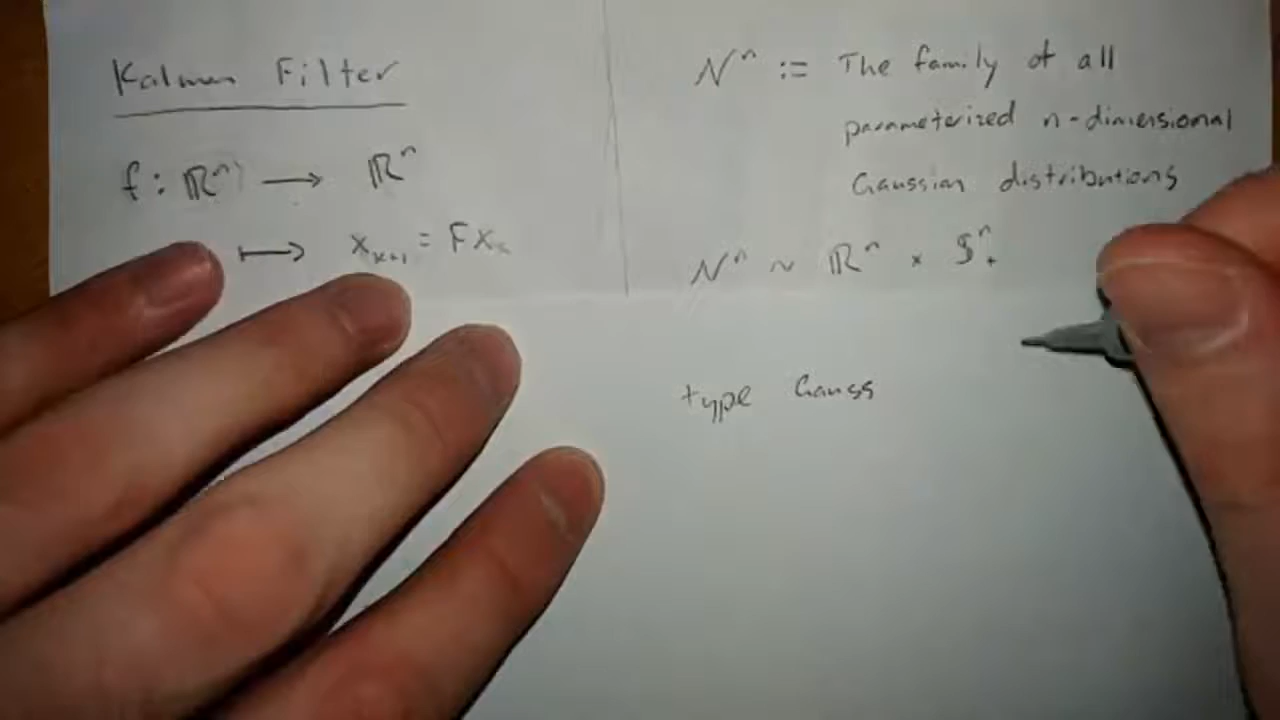 Kalman Filter
f : ℝⁿ → ℝⁿ
↦ xₖ₊₁ = Fxₖ
Nⁿ := The family of all
parameterized n-dimensional
Gaussian distributions
Nⁿ ~ ℝⁿ × 𝕊ⁿ₊
type Gauss